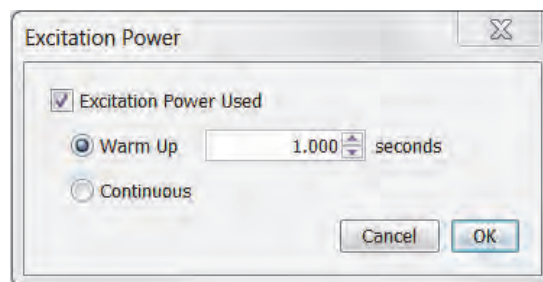 Excitation Power
Excitation Power Used
Warm Up 1.000 seconds
Continuous
Cancel OK